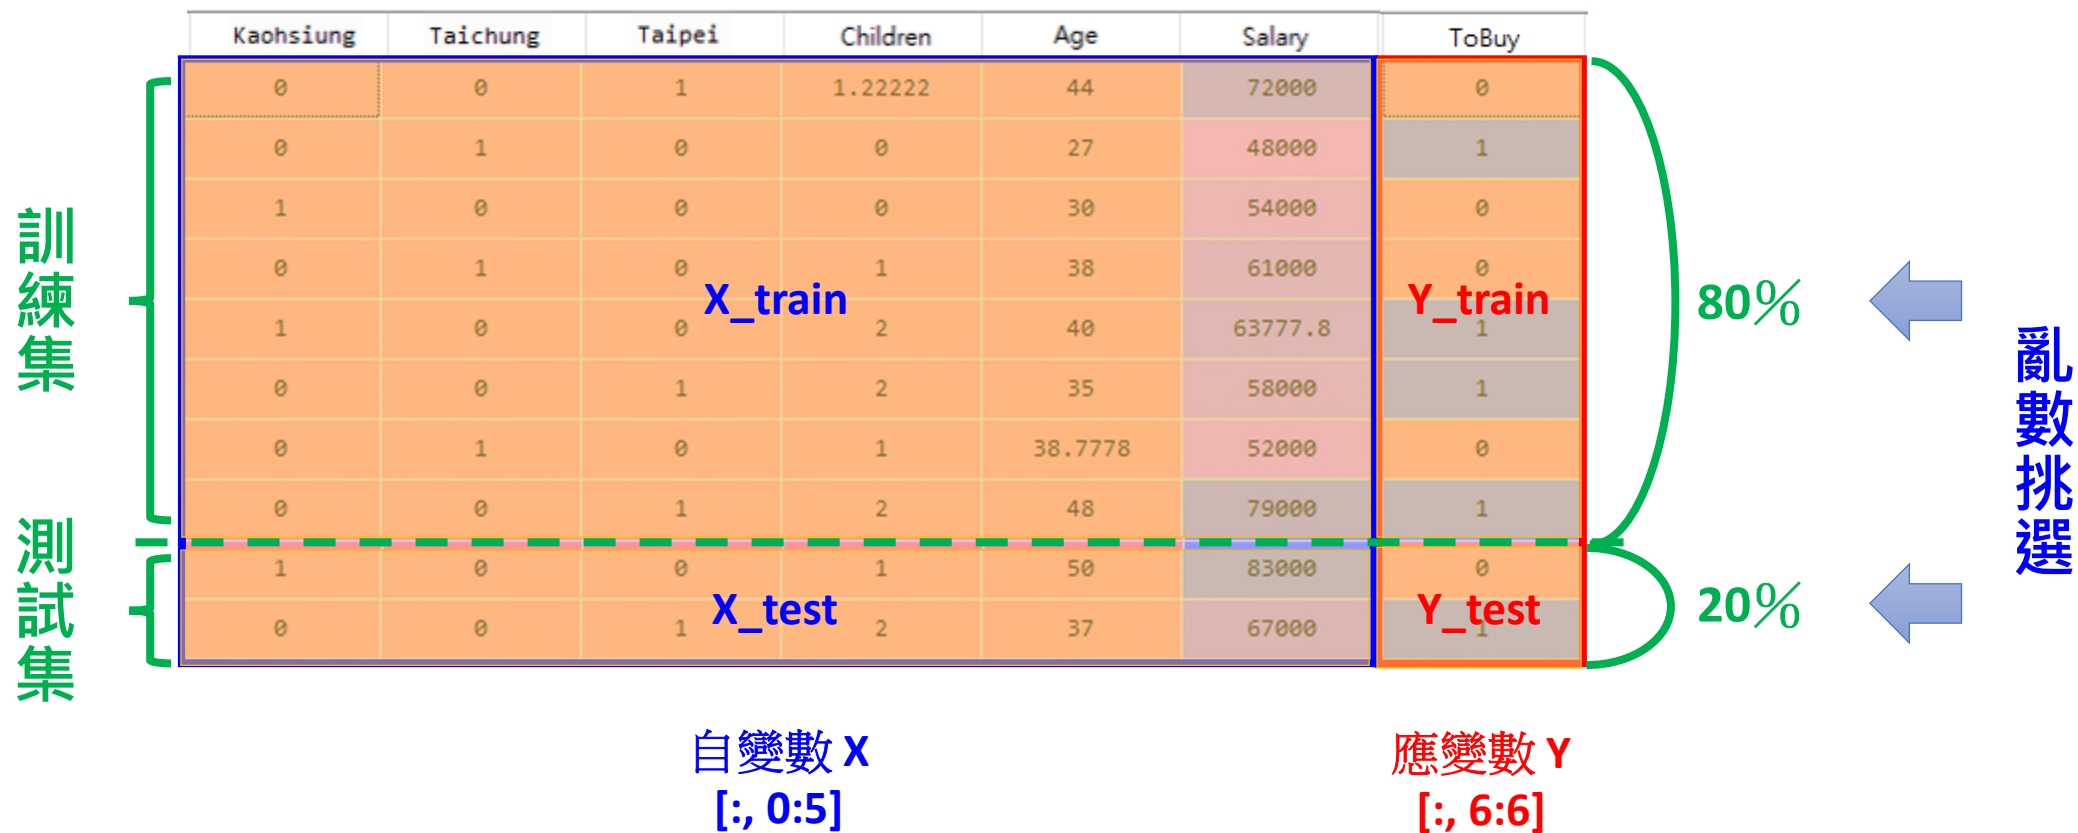 Kaohsiung Taichung Taipei Children Age Salary ToBuy
0 0 1 1.22222 44 72000 0
0 1 0 0 27 48000 1
1 0 0 0 30 54000 0
0 1 0 1 38 61000 0
1 0 0 2 40 63777.8 1
0 0 1 2 35 58000 1
0 1 0 1 38.7778 52000 0
0 0 1 2 48 79000 1
1 0 0 1 50 83000 0
0 0 1 2 37 67000 1
訓練集
測試集
X_train
Y_train
X_test
Y_test
80%
20%
亂數挑選
自變數 X
[:, 0:5]
應變數 Y
[:, 6:6]